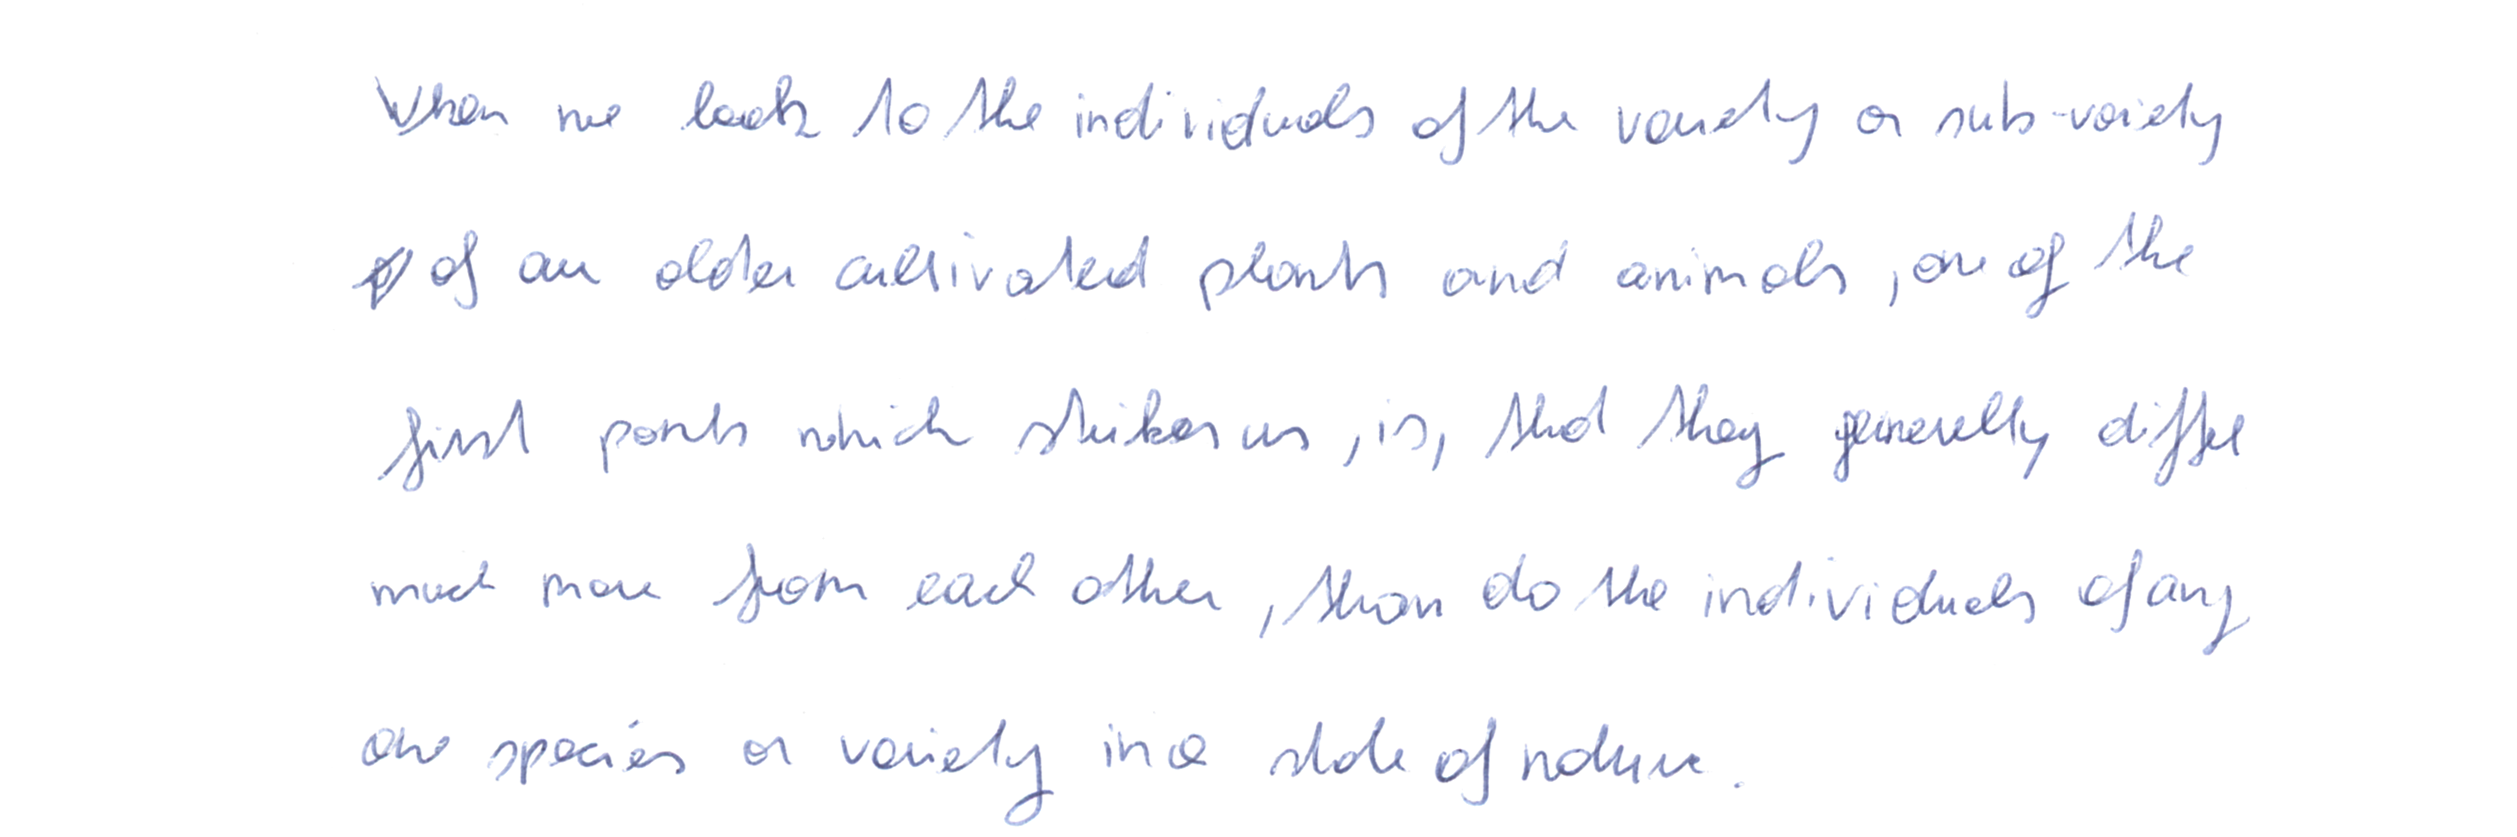 When we look to the individuals of the variety or sub-variety
of an older cultivated plants and animals, one of the
first points which strikes us, is, that they generally differ
much more from each other, than do the individuals of any
one species or variety in a state of nature.